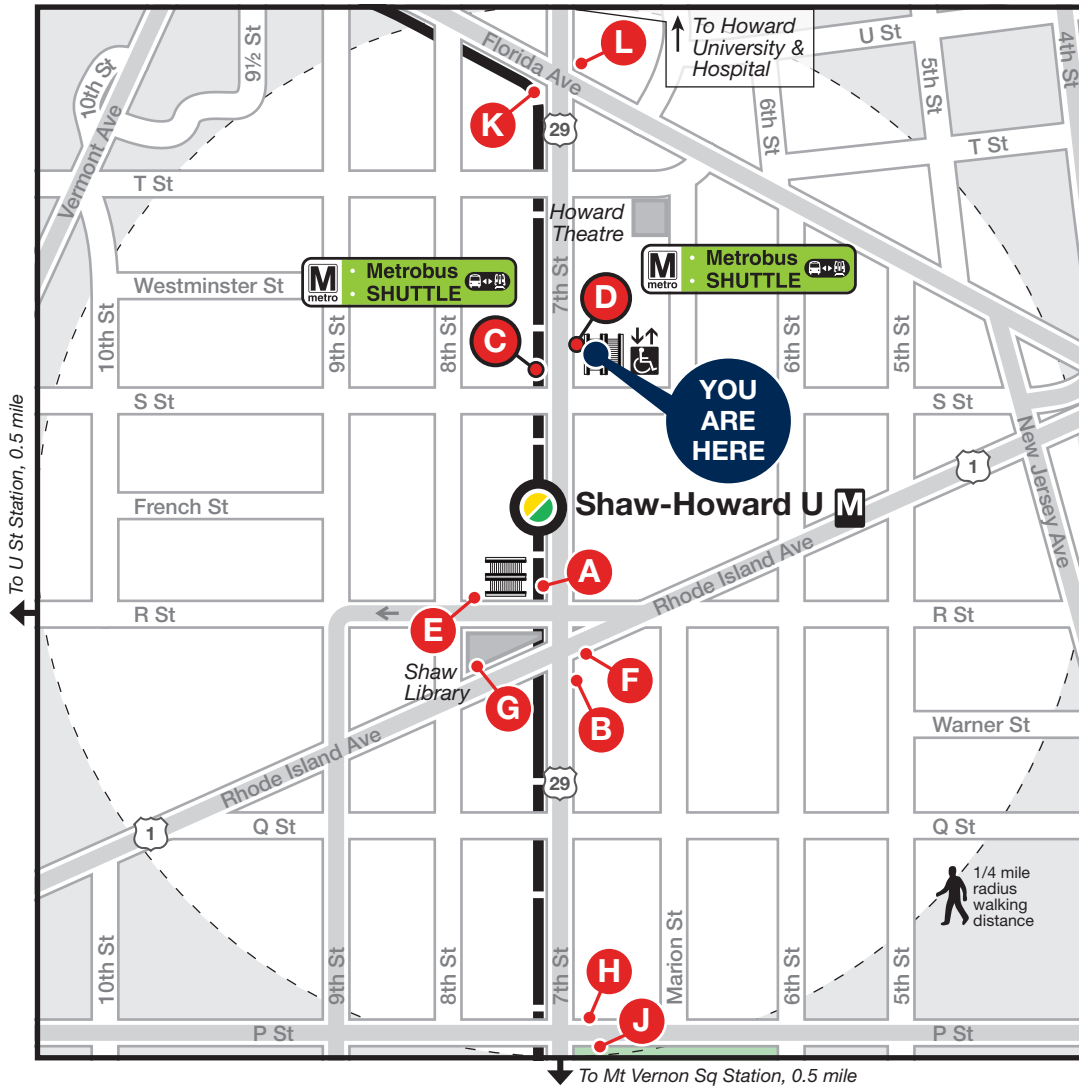 To Howard
University &
Hospital
U St
4th St
5th St
5th St
6th St
T St
10th St
9½ St
Florida Ave
L
K
29
Vermont Ave
T St
Howard
Theatre
M
metro
Metrobus
SHUTTLE
M
metro
Metrobus
SHUTTLE
Westminster St
7th St
D
C
10th St
9th St
8th St
6th St
5th St
YOU
ARE
HERE
S St
S St
New Jersey Ave
1
To U St Station, 0.5 mile
French St
Shaw-Howard U M
Rhode Island Ave
A
E
R St
R St
Shaw
Library
G
F
B
Warner St
Rhode Island Ave
29
1
Q St
Q St
1/4 mile
radius
walking
distance
10th St
9th St
8th St
7th St
Marion St
6th St
5th St
H
J
P St
P St
To Mt Vernon Sq Station, 0.5 mile